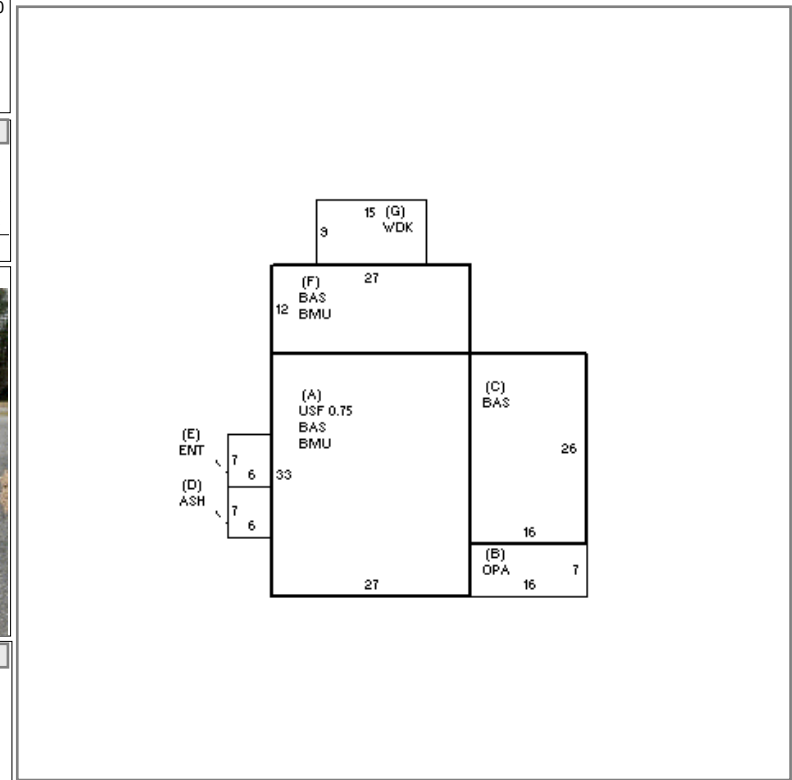 0
15 (G)
WDK
9
27
(F)
BAS
BMU
12
(C)
BAS
(A)
USF 0.75
BAS
BMU
(E)
ENT
7
6
26
33
(D)
ASH
7
6
16
(B)
OPA
7
16
27